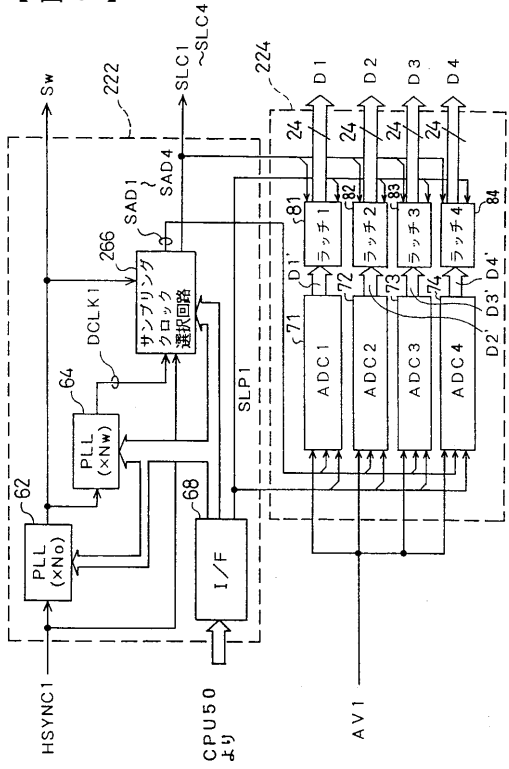 HSYNC1
CPU50
より
AV1
62
PLL
(×No)
64
PLL
(×Nw)
68
I/F
DCLK1
266
サンプリング
クロック
選択回路
SAD1
~
SAD4
222
Sw
SLC1
~SLC4
SLP1
224
71
ADC1
72
ADC2
73
ADC3
74
ADC4
D1'
D2'
D3'
D4'
81
ラッチ1
82
ラッチ2
83
ラッチ3
84
ラッチ4
24
24
24
24
D1
D2
D3
D4